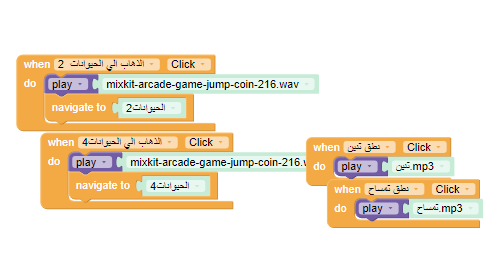 when الذهاب الي الحيوانات 2 Click
do play mixkit-arcade-game-jump-coin-216.wav
navigate to الحيوانات2
when الذهاب الي الحيوانات4 Click
do play mixkit-arcade-game-jump-coin-216.v
navigate to الحيوانات4
when نطق تنين Click
do play تنين.mp3
when نطق تمساح Click
do play تمساح.mp3